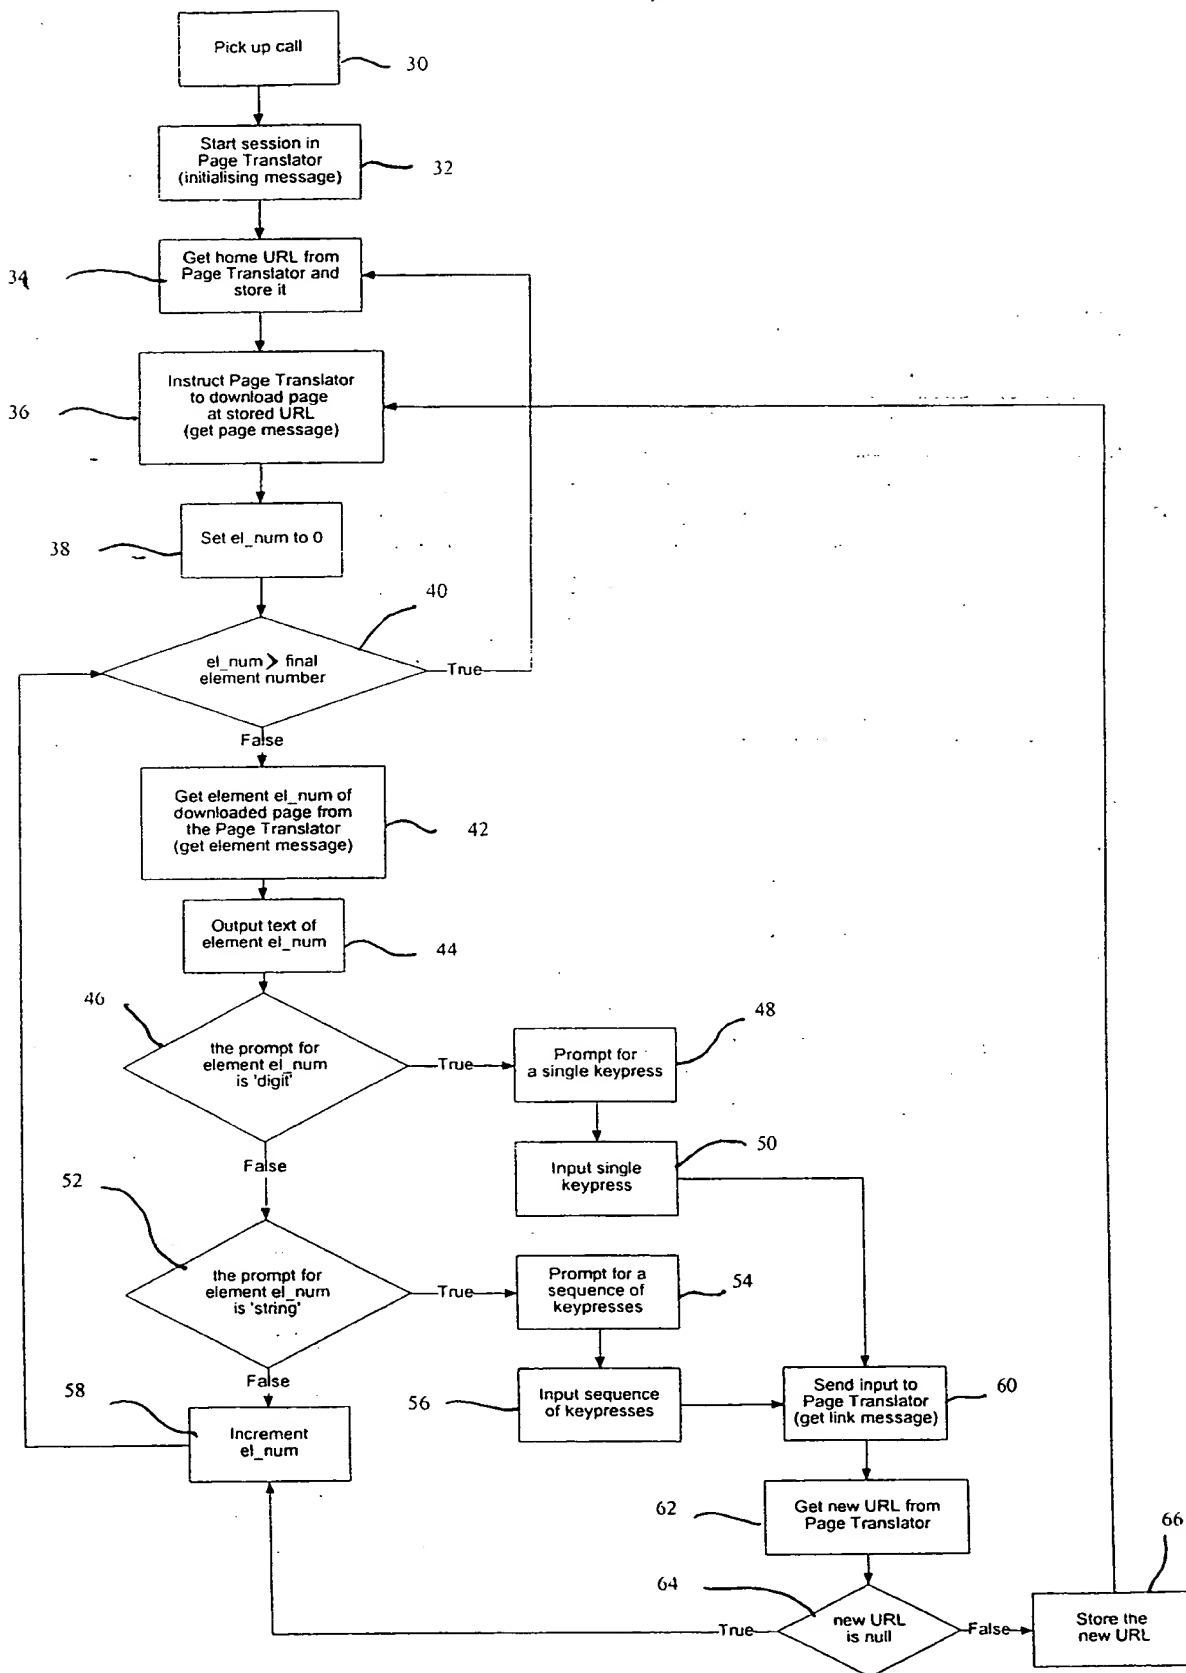 Pick up call
30
Start session in
Page Translator
(initialising message)
32
Get home URL from
Page Translator and
store it
34
Instruct Page Translator
to download page
at stored URL
(get page message)
36
Set el_num to 0
38
40
el_num > final
element number
True
False
Get element el_num of
downloaded page from
the Page Translator
(get element message)
42
Output text of
element el_num
44
46
the prompt for
element el_num
is 'digit'
True
48
Prompt for
a single keypress
False
50
Input single
keypress
52
the prompt for
element el_num
is 'string'
True
Prompt for a
sequence of
keypresses
54
False
58
Increment
el_num
56
Input sequence
of keypresses
Send input to
Page Translator
(get link message)
60
62
Get new URL from
Page Translator
64
new URL
is null
True
False
66
Store the
new URL